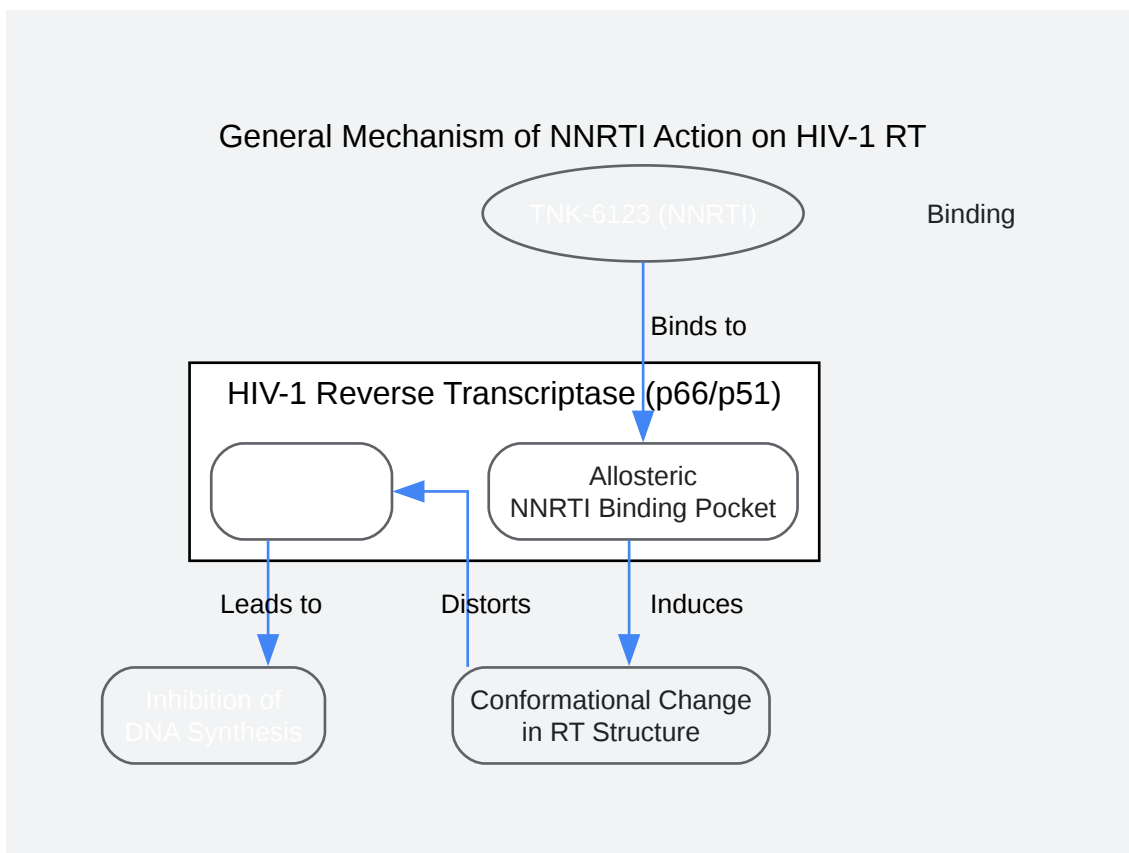 General Mechanism of NNRTI Action on HIV-1 RT
TNK-6123 (NNRTI)
Binding
Binds to
HIV-1 Reverse Transcriptase (p66/p51)
Allosteric
NNRTI Binding Pocket
Leads to
Distorts
Induces
Inhibition of
DNA Synthesis
Conformational Change
in RT Structure